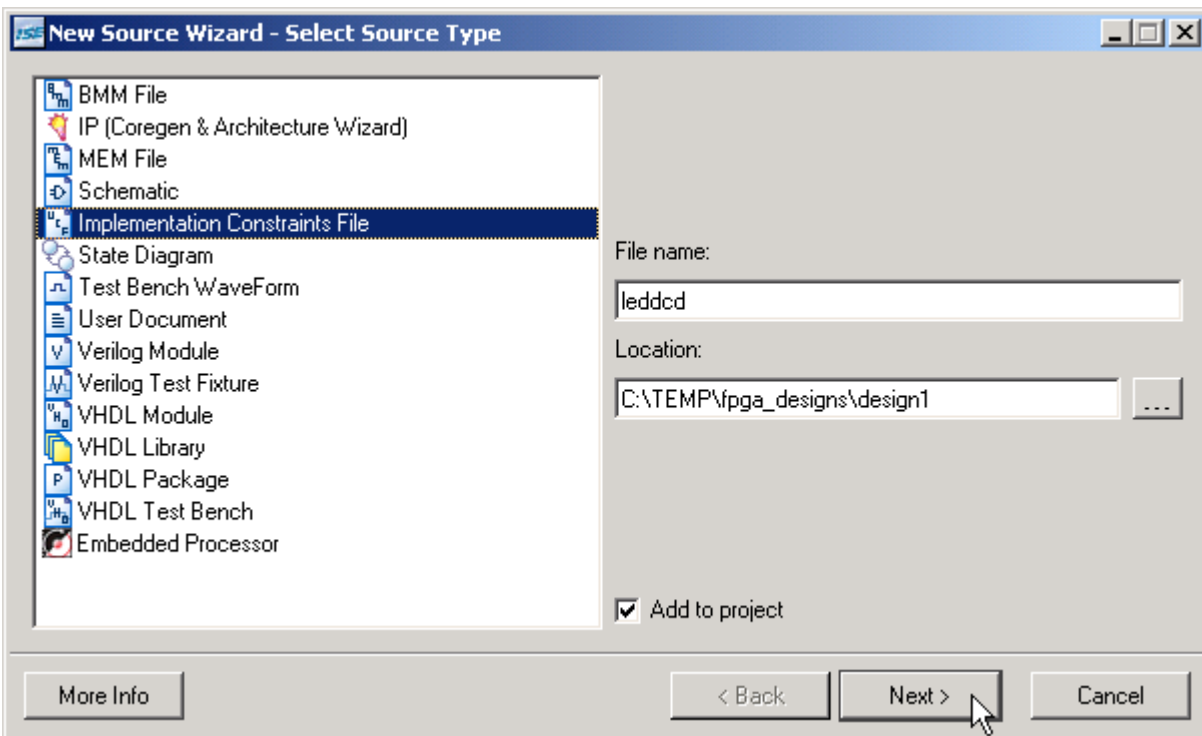 ISE New Source Wizard - Select Source Type
BMM File
IP (Coregen & Architecture Wizard)
MEM File
Schematic
Implementation Constraints File
State Diagram
Test Bench WaveForm
User Document
Verilog Module
Verilog Test Fixture
VHDL Module
VHDL Library
VHDL Package
VHDL Test Bench
Embedded Processor
File name:
leddcd
Location:
C:\TEMP\fpga_designs\design1
...
Add to project
More Info
< Back
Next >
Cancel